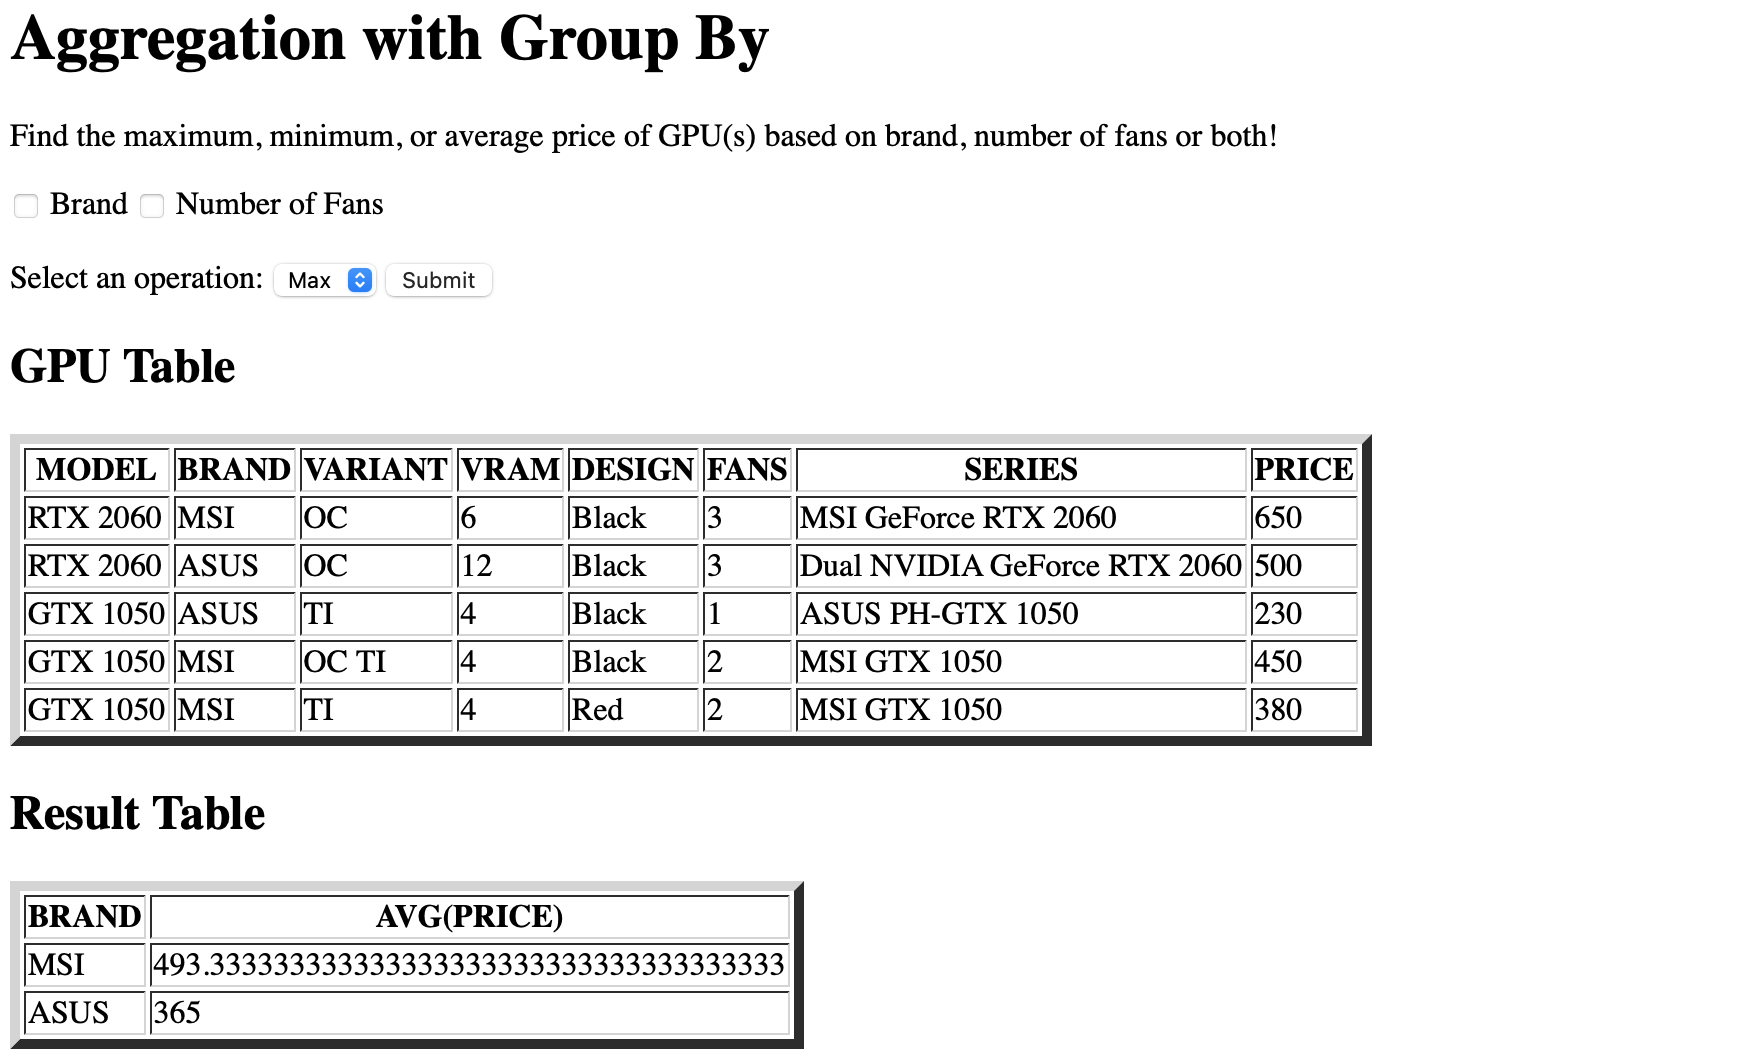 Aggregation with Group By
Find the maximum, minimum, or average price of GPU(s) based on brand, number of fans or both!
Brand Number of Fans
Select an operation: Max Submit
GPU Table
MODEL BRAND VARIANT VRAM DESIGN FANS SERIES PRICE
RTX 2060 MSI OC 6 Black 3 MSI GeForce RTX 2060 650
RTX 2060 ASUS OC 12 Black 3 Dual NVIDIA GeForce RTX 2060 500
GTX 1050 ASUS TI 4 Black 1 ASUS PH-GTX 1050 230
GTX 1050 MSI OC TI 4 Black 2 MSI GTX 1050 450
GTX 1050 MSI TI 4 Red 2 MSI GTX 1050 380
Result Table
BRAND AVG(PRICE)
MSI 493.3333333333333333333333333333333333333
ASUS 365